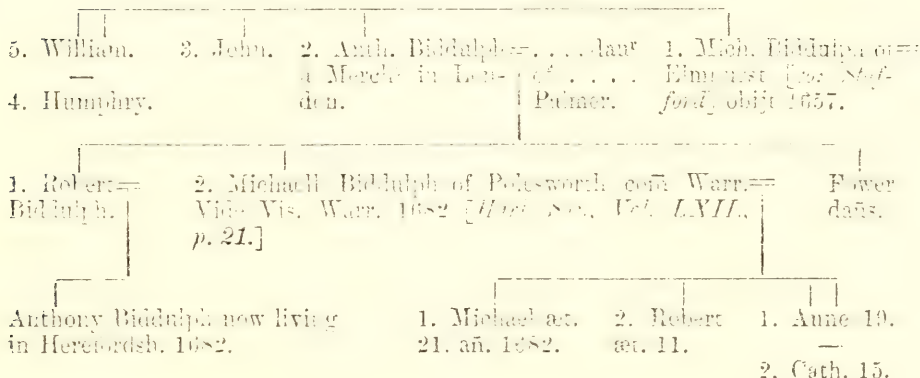 5. William. 3. John. 2. Anth. Biddulph= . . . . dauʳ 1. Mich. Biddulph of=
— a Mercht in Lon- of . . . . Elmhurst [co. Staf-
4. Humphry. don. Palmer. ford] obijt 1657.
1. Robert= 2. Michaell Biddulph of Polesworth com̄ Warr.= Fower
Biddulph. Vide Vis. Warr. 1682 [Harl. Soc., Vol. LXII., dañs.
p. 21.]
Anthony Biddulph now living 1. Michael æt. 2. Robert 1. Anne 19.
in Herefordsh. 1682. 21. añ. 1682. æt. 11. —
2. Cath. 15.